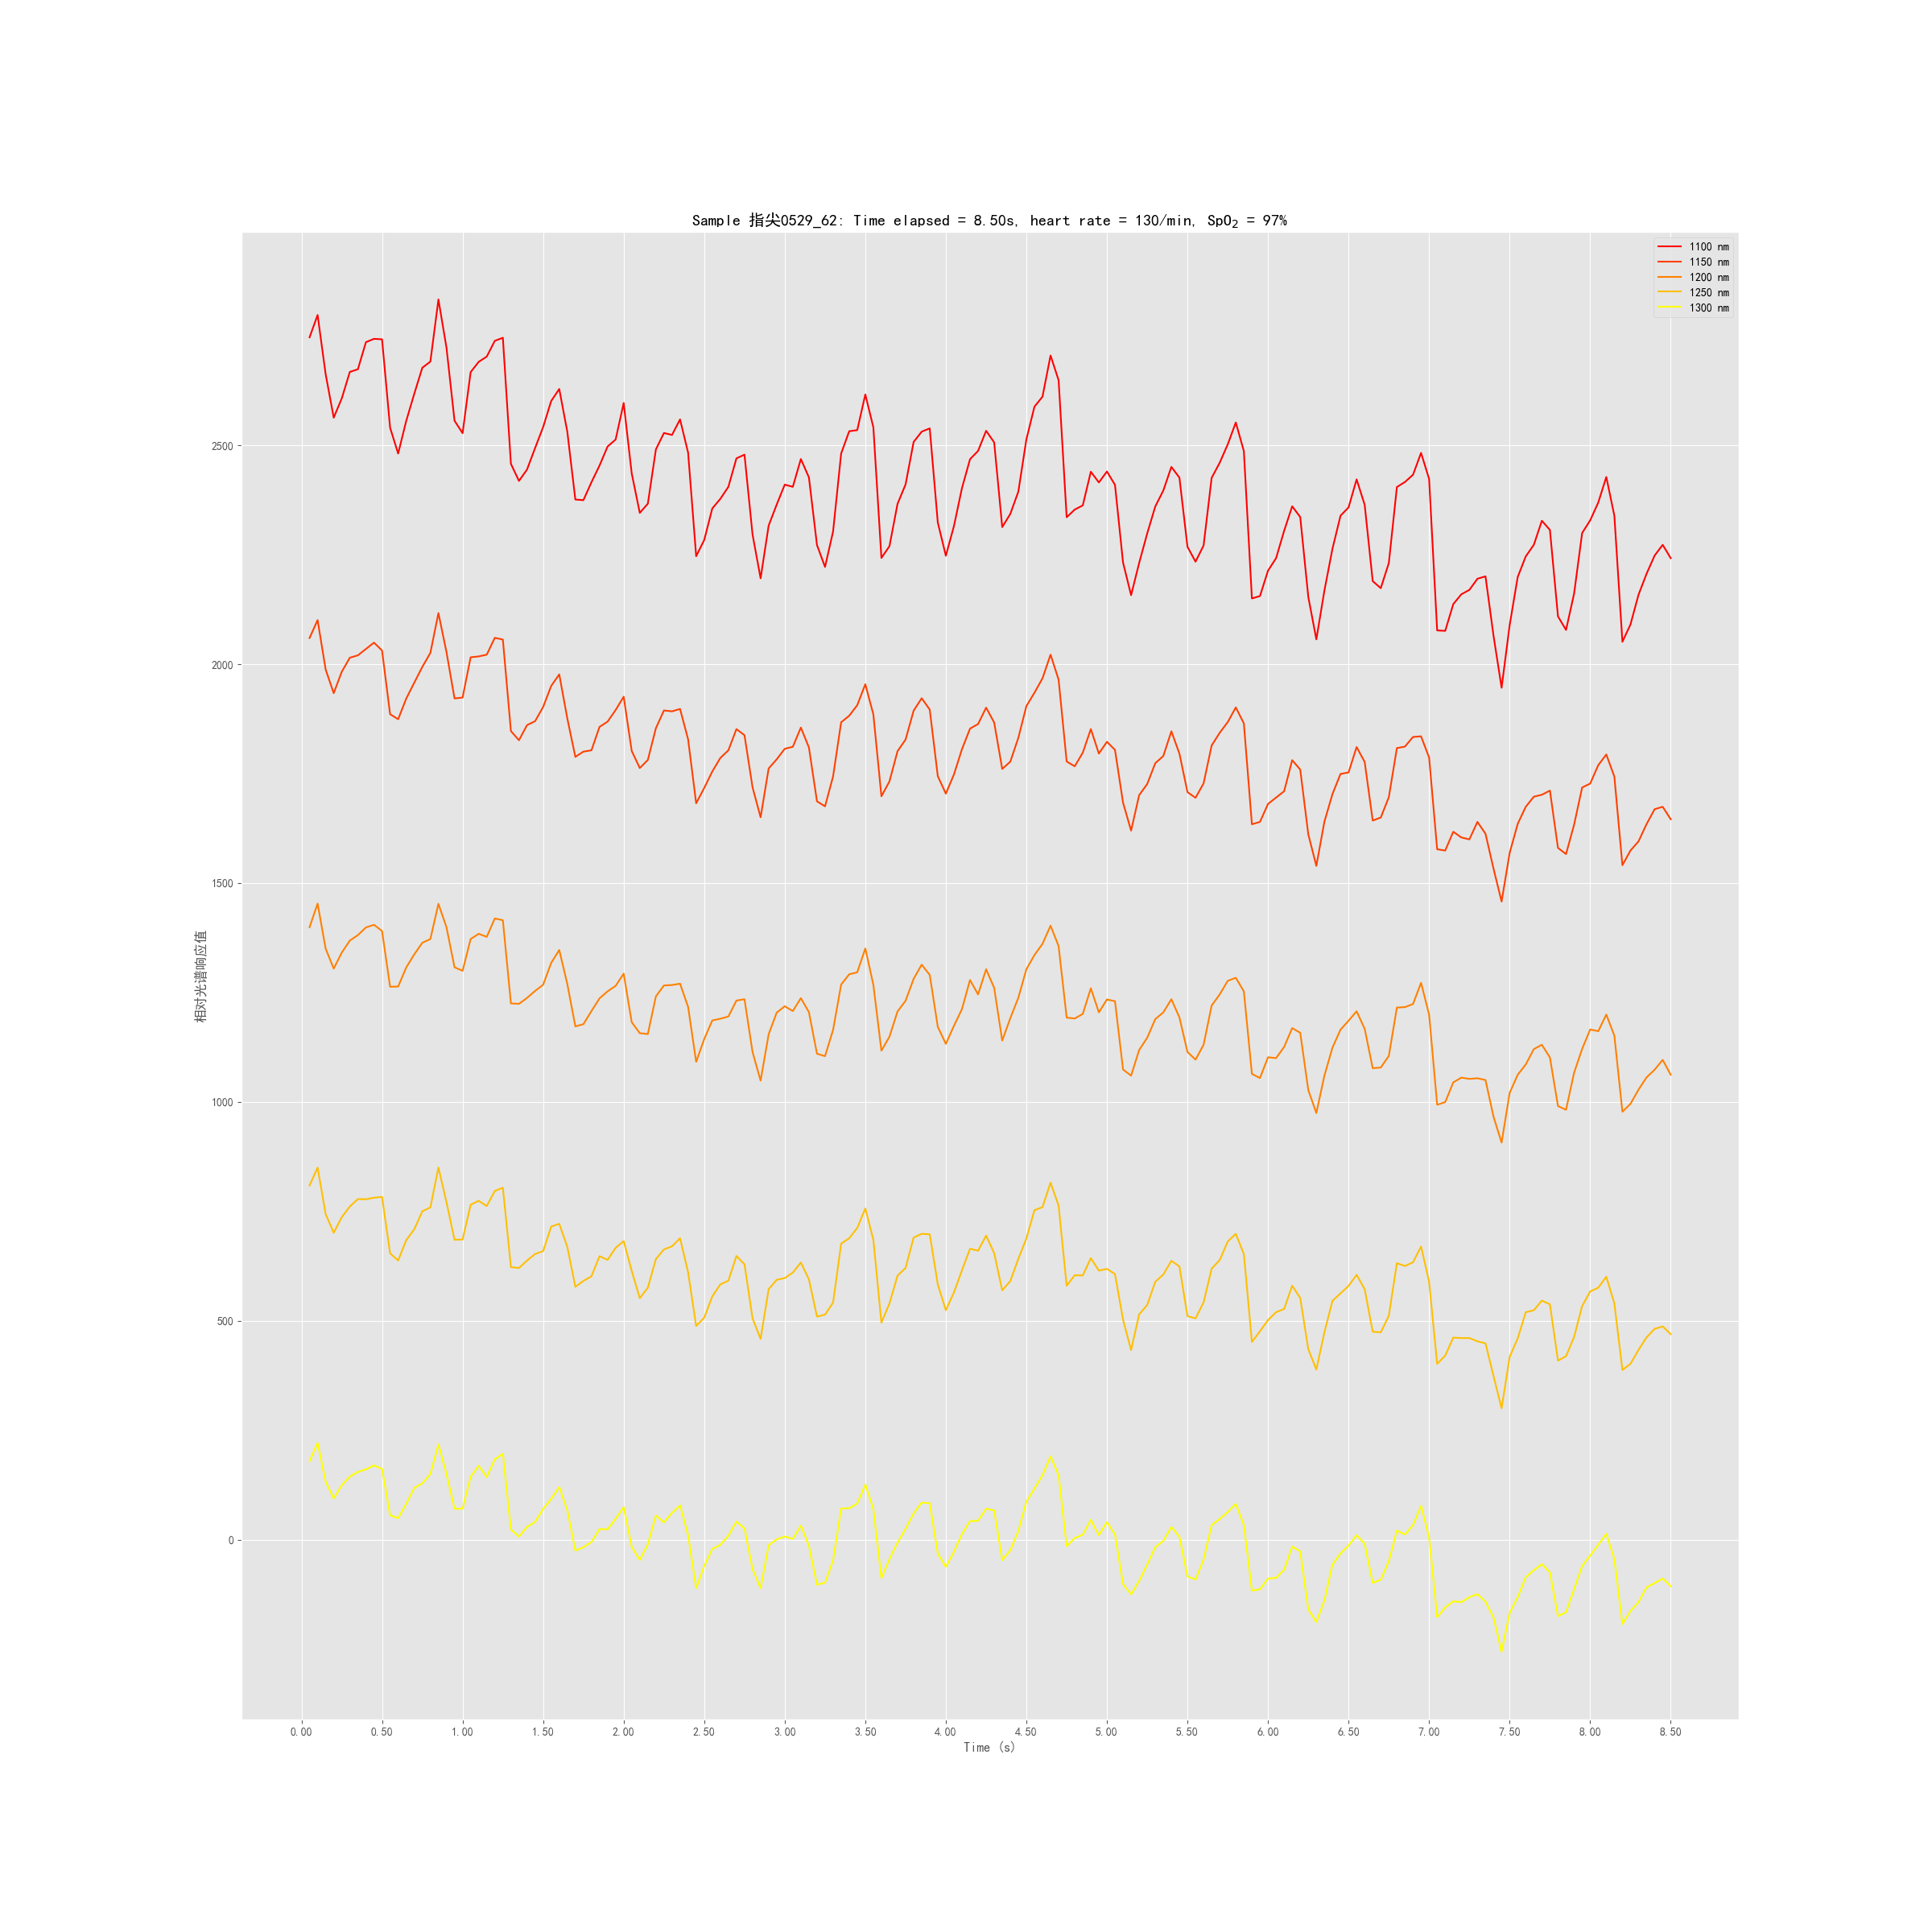 Sample 指尖0529_62: Time elapsed = 8.50s, heart rate = 130/min, SpO₂ = 97%
1100 nm
1150 nm
1200 nm
1250 nm
1300 nm
2500
2000
1500
1000
500
0
相对光谱响应值
0.00 0.50 1.00 1.50 2.00 2.50 3.00 3.50 4.00 4.50 5.00 5.50 6.00 6.50 7.00 7.50 8.00 8.50
Time (s)